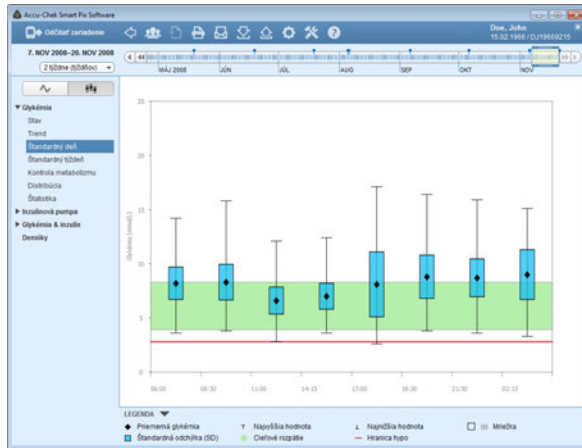 Accu-Chek Smart Pix Software
Odčítať zariadenie
Doe, John
15.02.1966 / DJ19669215
7. NOV 2008–20. NOV 2008
2 týždne (týždňov)
MÁJ 2008 JÚN JÚL AUG SEP OKT NOV
Glykémia
Stav
Trend
Štandardný deň
Štandardný týždeň
Kontrola metabolizmu
Distribúcia
Štatistika
Inzulínová pumpa
Glykémia & inzulín
Denníky
Glykémia (mmol/L)
25
20
15
10
5
0
06:00 08:30 11:00 14:15 17:00 18:30 21:30 02:15
LEGENDA
Priemerná glykémia Najvyššia hodnota Najnižšia hodnota Mriežka
Štandardná odchýlka (SD) Cieľové rozpätie Hranica hypo